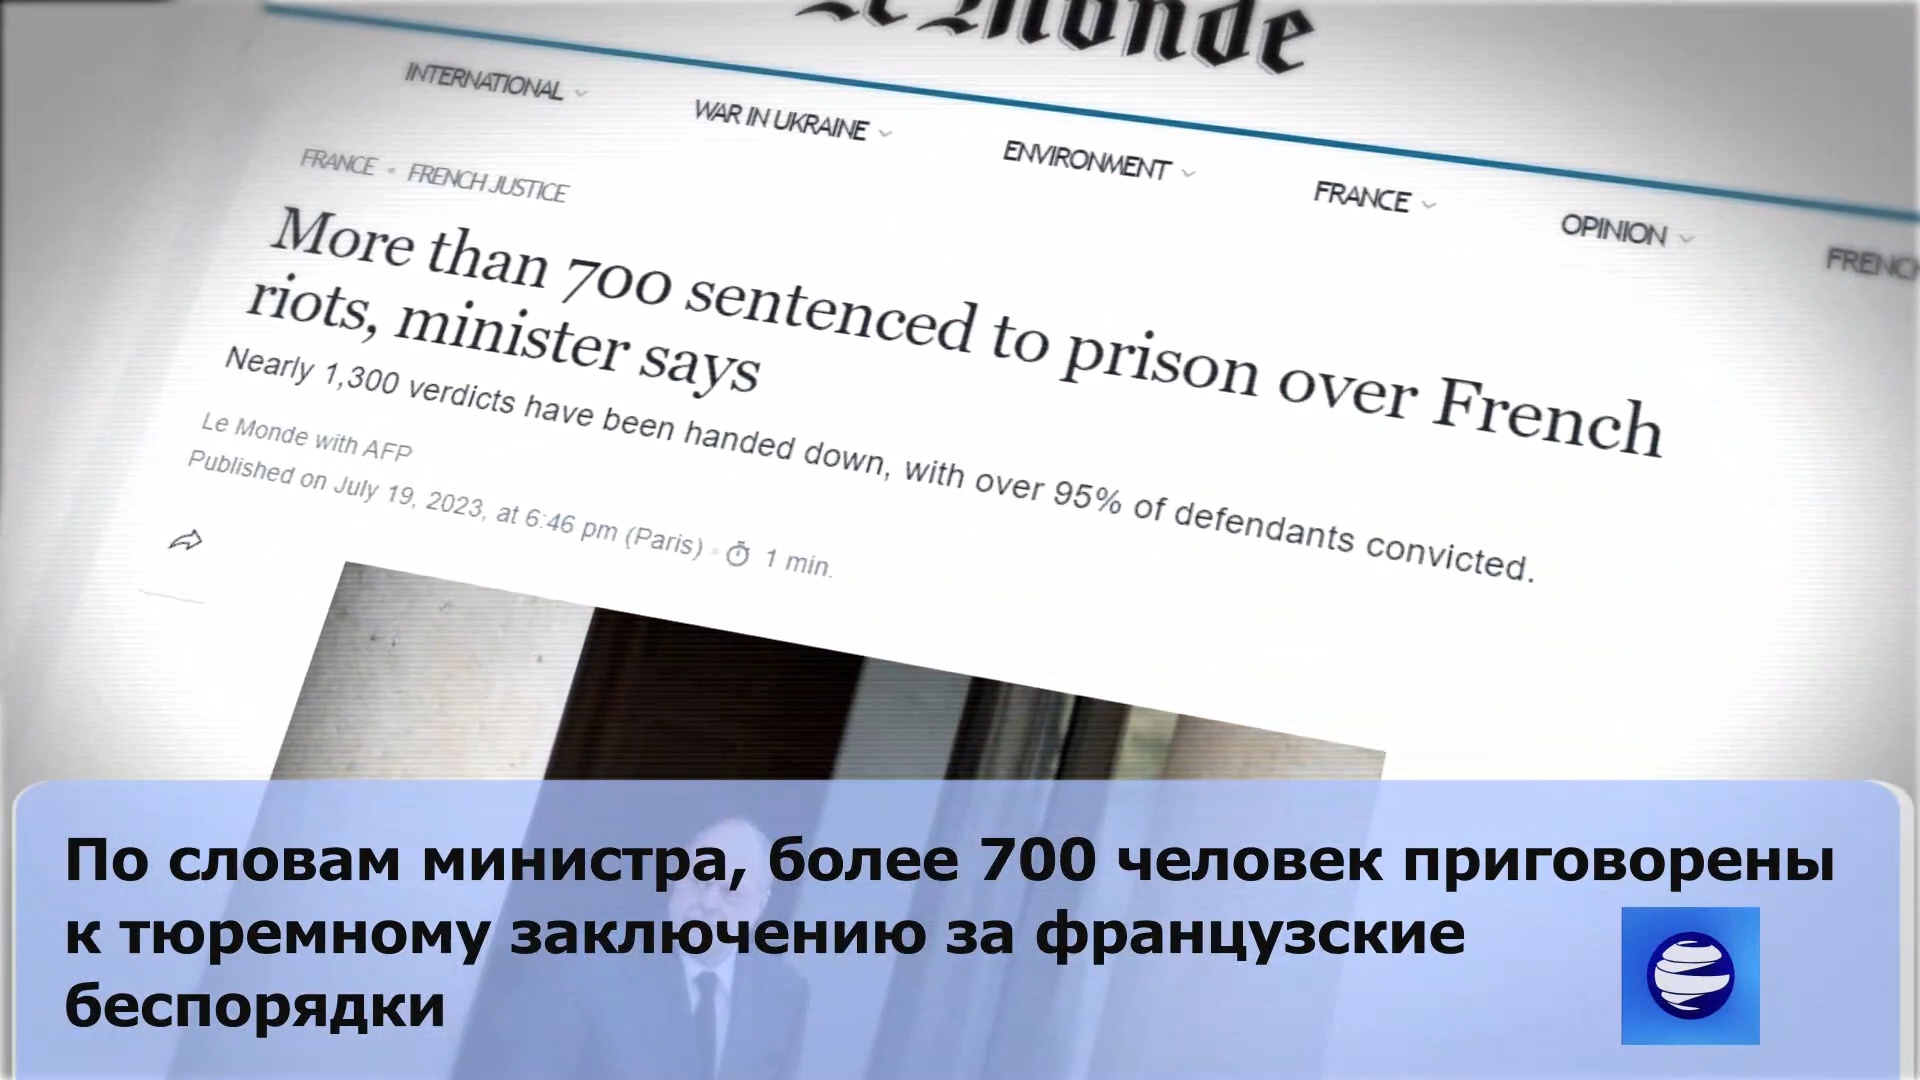 Le Monde
INTERNATIONAL
WAR IN UKRAINE
ENVIRONMENT
FRANCE
OPINION
FRANCE • FRENCH JUSTICE
More than 700 sentenced to prison over French
riots, minister says
Nearly 1,300 verdicts have been handed down, with over 95% of defendants convicted.
Le Monde with AFP
Published on July 19, 2023, at 6:46 pm (Paris) • 1 min.
По словам министра, более 700 человек приговорены
к тюремному заключению за французские
беспорядки